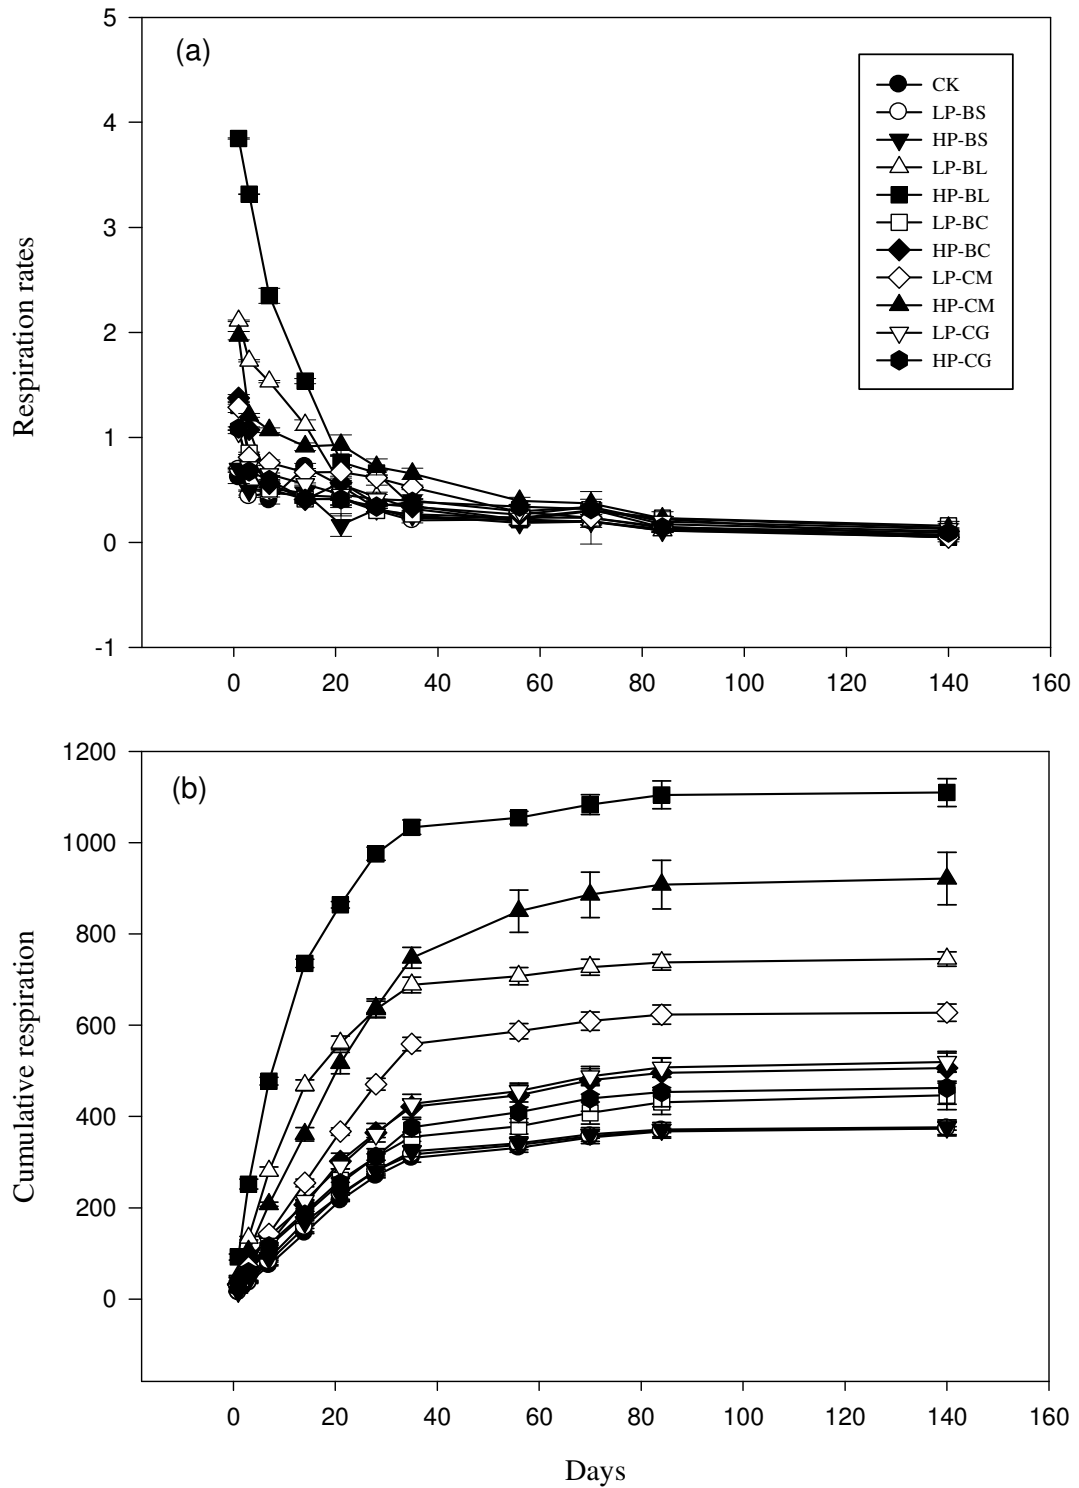 (a)
5
4
3
2
1
0
-1
Respiration rates
CK
LP-BS
HP-BS
LP-BL
HP-BL
LP-BC
HP-BC
LP-CM
HP-CM
LP-CG
HP-CG
0 20 40 60 80 100 120 140 160
(b)
1200
1000
800
600
400
200
0
Cumulative respiration
0 20 40 60 80 100 120 140 160
Days